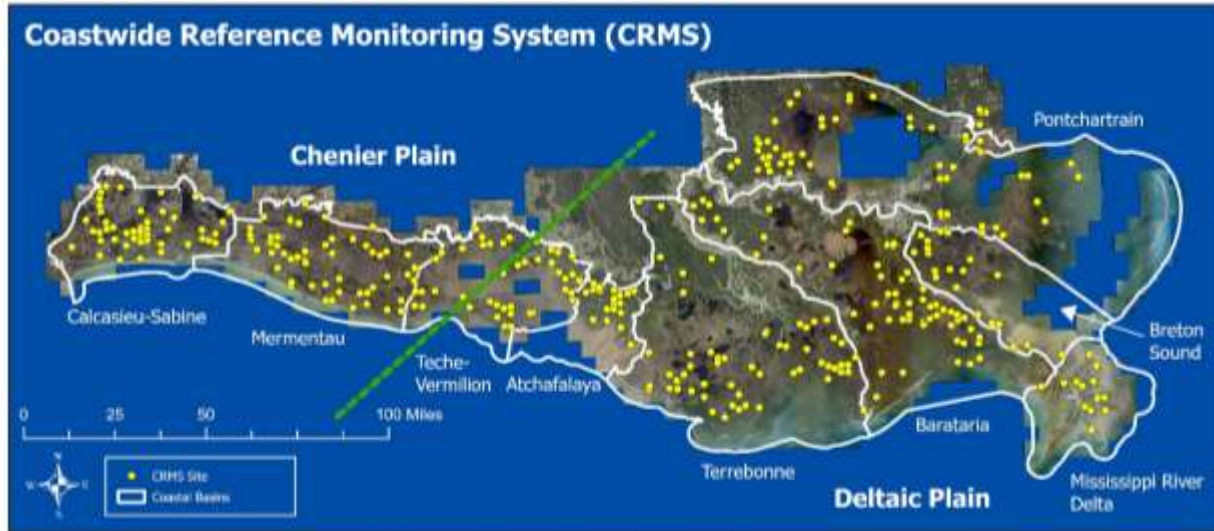 Coastwide Reference Monitoring System (CRMS)
Pontchartrain
Chenier Plain
Calcasieu-Sabine
Mermentau
Breton
Sound
Teche-
Vermilion
Atchafalaya
0 25 50 100 Miles
Barataria
Terrebonne
Mississippi River
Delta
Deltaic Plain
N
W E
S
CRMS Site
Coastal Basins